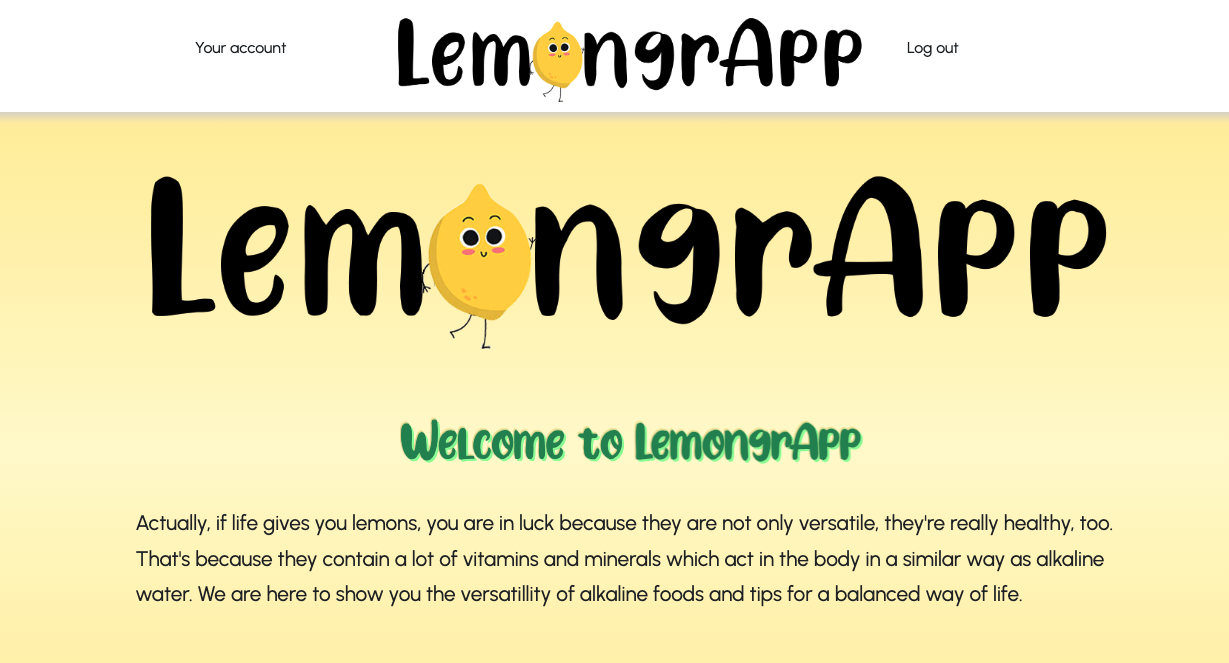 Your account
LemongrApp
Log out
LemongrApp
Welcome to LemongrApp
Actually, if life gives you lemons, you are in luck because they are not only versatile, they're really healthy, too.
That's because they contain a lot of vitamins and minerals which act in the body in a similar way as alkaline
water. We are here to show you the versatillity of alkaline foods and tips for a balanced way of life.